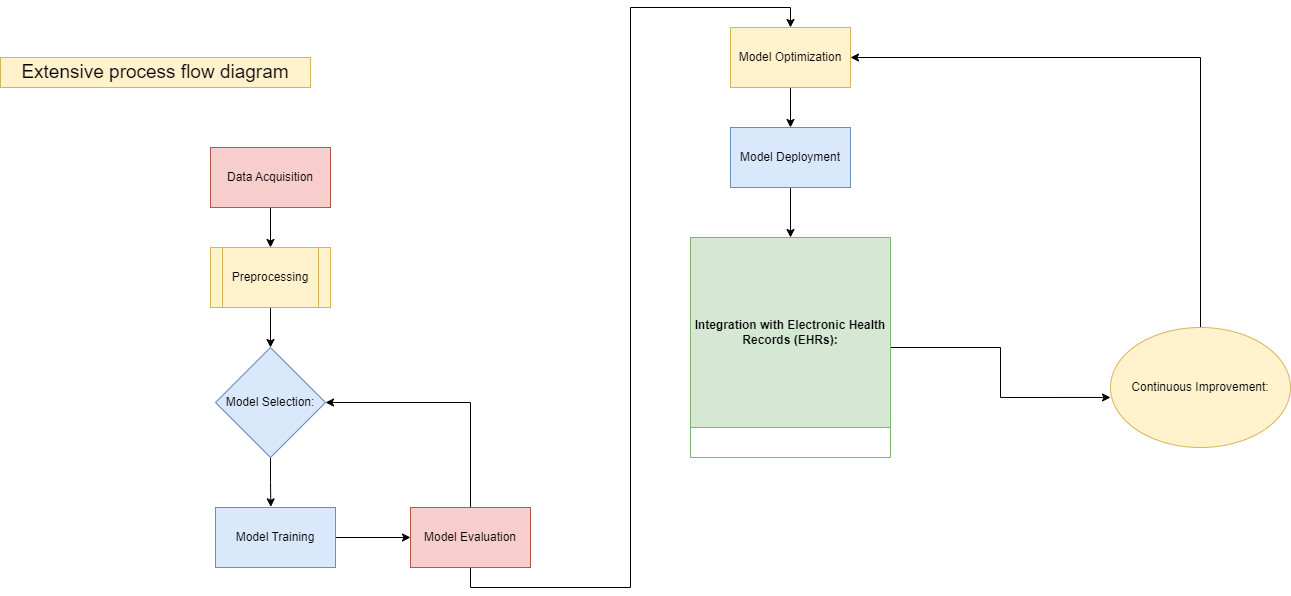 Extensive process flow diagram
Data Acquisition
Preprocessing
Model Selection:
Model Training
Model Evaluation
Model Optimization
Model Deployment
Integration with Electronic Health
Records (EHRs):
Continuous Improvement: